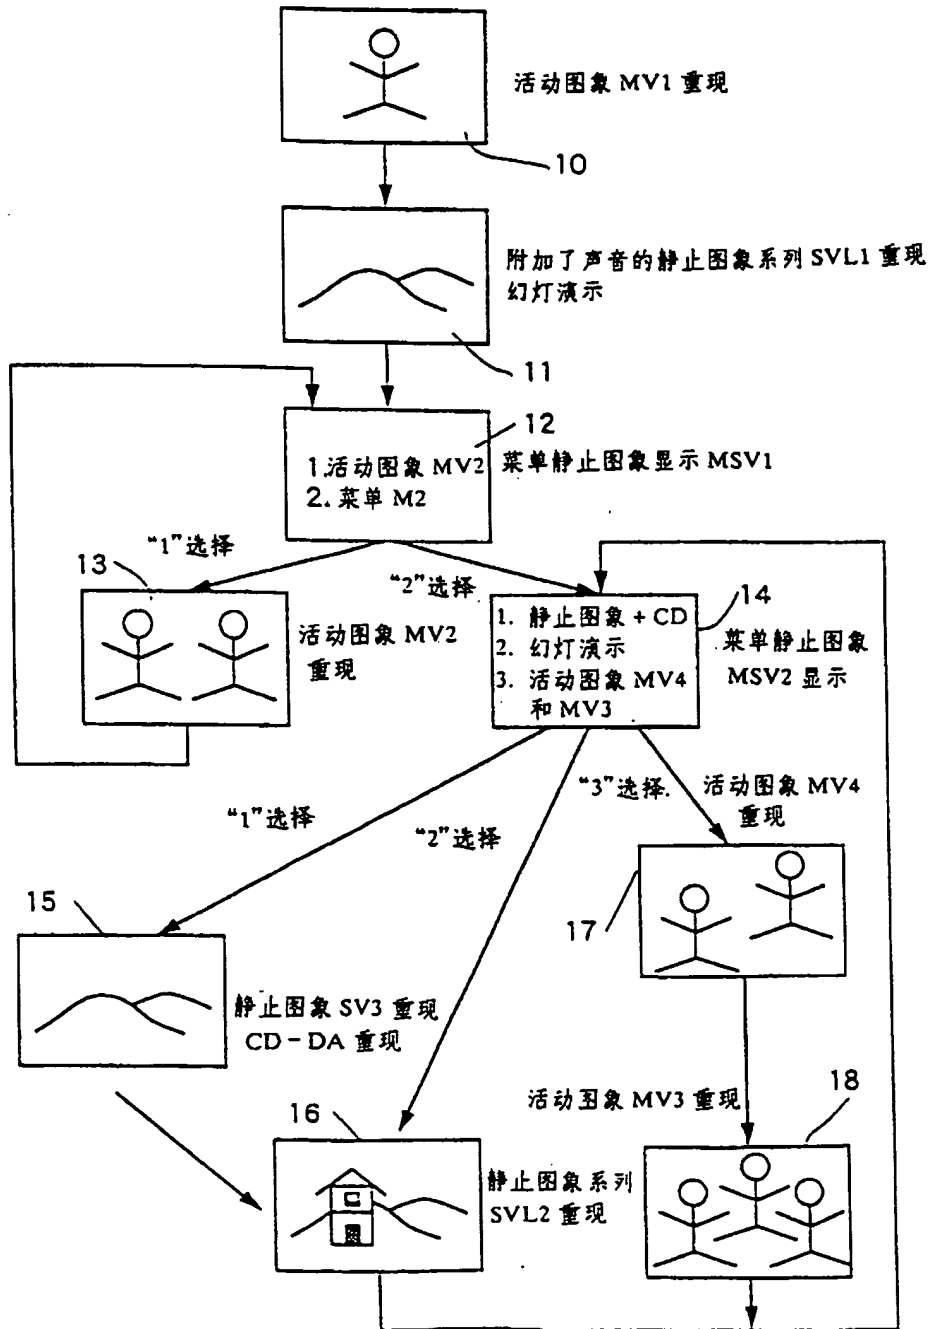 活动图象 MV1 重现
10
附加了声音的静止图象系列 SVL1 重现
幻灯演示
11
12
1.活动图象 MV2
2.菜单 M2
菜单静止图象显示 MSV1
“1”选择
“2”选择
13
活动图象 MV2
重现
14
1. 静止图象 + CD
2. 幻灯演示
3. 活动图象 MV4
和 MV3
菜单静止图象
MSV2 显示
“1”选择
“2”选择
“3”选择.
活动图象 MV4
重现
15
17
静止图象 SV3 重现
CD-DA 重现
活动图象 MV3 重现
18
16
静止图象系列
SVL2 重现